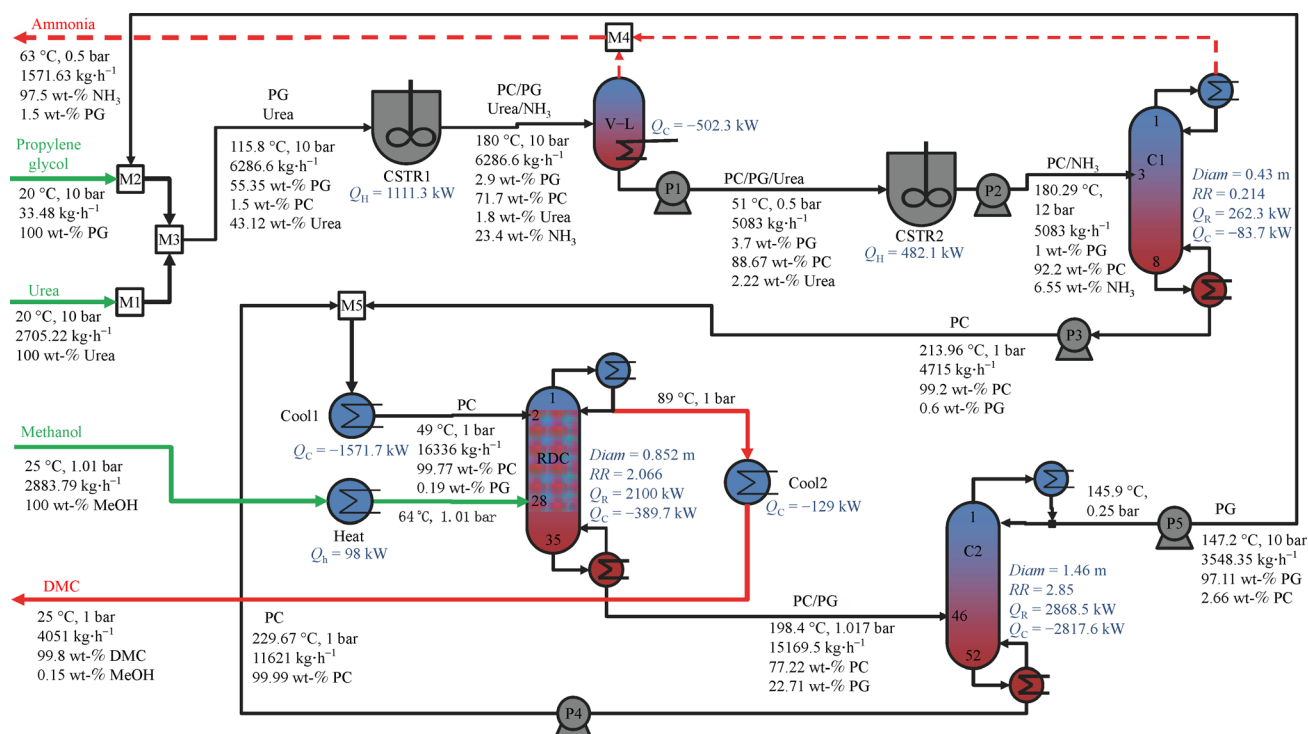 Ammonia
63 °C, 0.5 bar
1571.63 kg·h⁻¹
97.5 wt-% NH₃
1.5 wt-% PG
Propylene
glycol
M2
20 °C, 10 bar
33.48 kg·h⁻¹
100 wt-% PG
M3
Urea
M1
20 °C, 10 bar
2705.22 kg·h⁻¹
100 wt-% Urea
PG
Urea
115.8 °C, 10 bar
6286.6 kg·h⁻¹
55.35 wt-% PG
1.5 wt-% PC
43.12 wt-% Urea
CSTR1
Q_H = 1111.3 kW
PC/PG
Urea/NH₃
180 °C, 10 bar
6286.6 kg·h⁻¹
2.9 wt-% PG
71.7 wt-% PC
1.8 wt-% Urea
23.4 wt-% NH₃
M4
V–L
Q_C = −502.3 kW
P1
PC/PG/Urea
51 °C, 0.5 bar
5083 kg·h⁻¹
3.7 wt-% PG
88.67 wt-% PC
2.22 wt-% Urea
CSTR2
Q_H = 482.1 kW
P2
PC/NH₃
180.29 °C,
12 bar
5083 kg·h⁻¹
1 wt-% PG
92.2 wt-% PC
6.55 wt-% NH₃
1
C1
3
8
Diam = 0.43 m
RR = 0.214
Q_R = 262.3 kW
Q_C = −83.7 kW
P3
PC
213.96 °C, 1 bar
4715 kg·h⁻¹
99.2 wt-% PC
0.6 wt-% PG
M5
Cool1
Q_C = −1571.7 kW
PC
49 °C, 1 bar
16336 kg·h⁻¹
99.77 wt-% PC
0.19 wt-% PG
Methanol
25 °C, 1.01 bar
2883.79 kg·h⁻¹
100 wt-% MeOH
Heat
Q_h = 98 kW
64 °C, 1.01 bar
1
2
RDC
28
35
Diam = 0.852 m
RR = 2.066
Q_R = 2100 kW
Q_C = −389.7 kW
89 °C, 1 bar
Cool2
Q_C = −129 kW
DMC
25 °C, 1 bar
4051 kg·h⁻¹
99.8 wt-% DMC
0.15 wt-% MeOH
PC
229.67 °C, 1 bar
11621 kg·h⁻¹
99.99 wt-% PC
PC/PG
198.4 °C, 1.017 bar
15169.5 kg·h⁻¹
77.22 wt-% PC
22.71 wt-% PG
1
C2
46
52
Diam = 1.46 m
RR = 2.85
Q_R = 2868.5 kW
Q_C = −2817.6 kW
145.9 °C,
0.25 bar
P5
PG
147.2 °C, 10 bar
3548.35 kg·h⁻¹
97.11 wt-% PG
2.66 wt-% PC
P4